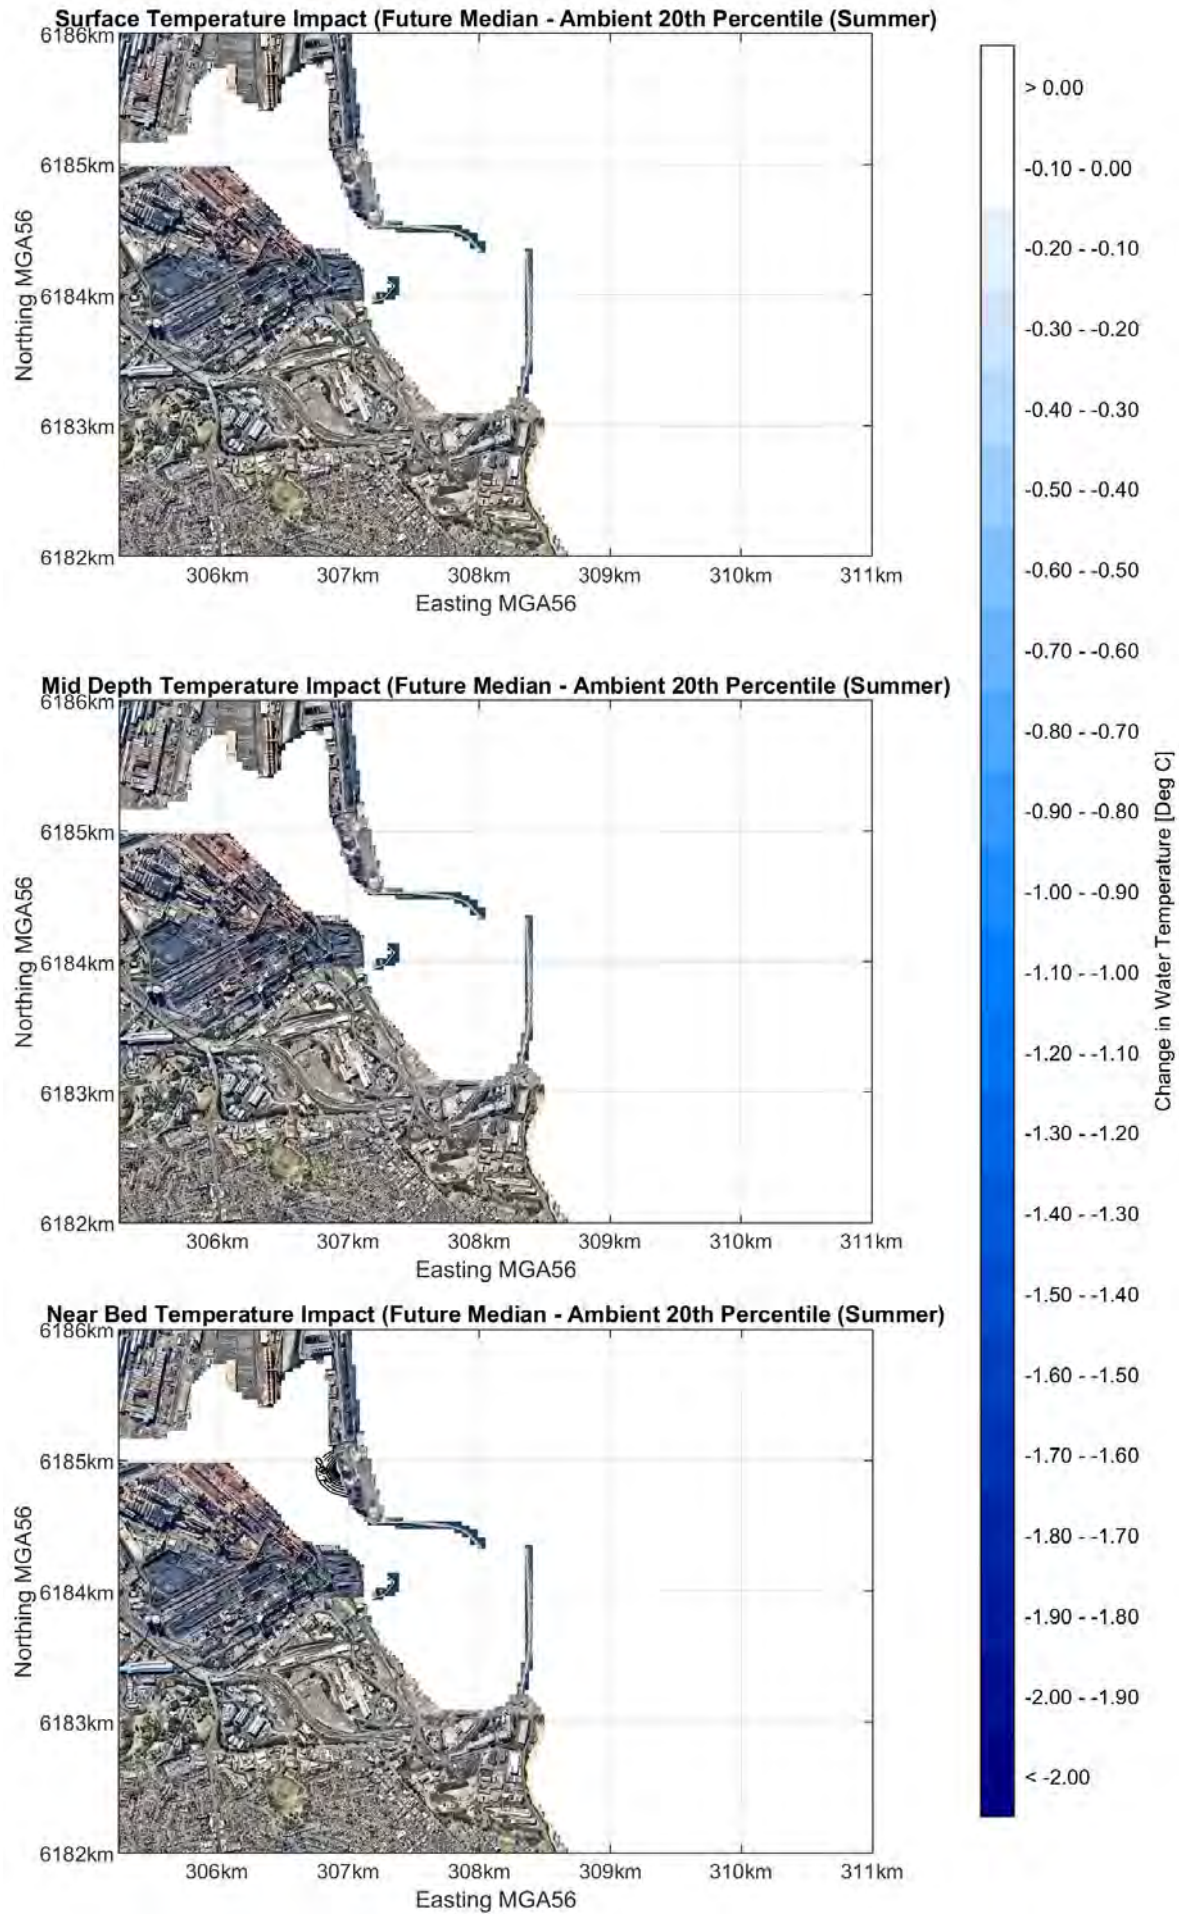 Surface Temperature Impact (Future Median - Ambient 20th Percentile (Summer)
6186km
6185km
6184km
6183km
6182km
Northing MGA56
306km 307km 308km 309km 310km 311km
Easting MGA56
Mid Depth Temperature Impact (Future Median - Ambient 20th Percentile (Summer)
6186km
6185km
6184km
6183km
6182km
Northing MGA56
306km 307km 308km 309km 310km 311km
Easting MGA56
Near Bed Temperature Impact (Future Median - Ambient 20th Percentile (Summer)
6186km
6185km
6184km
6183km
6182km
Northing MGA56
306km 307km 308km 309km 310km 311km
Easting MGA56
> 0.00
-0.10 - 0.00
-0.20 - -0.10
-0.30 - -0.20
-0.40 - -0.30
-0.50 - -0.40
-0.60 - -0.50
-0.70 - -0.60
-0.80 - -0.70
-0.90 - -0.80
-1.00 - -0.90
-1.10 - -1.00
-1.20 - -1.10
-1.30 - -1.20
-1.40 - -1.30
-1.50 - -1.40
-1.60 - -1.50
-1.70 - -1.60
-1.80 - -1.70
-1.90 - -1.80
-2.00 - -1.90
< -2.00
Change in Water Temperature [Deg C]